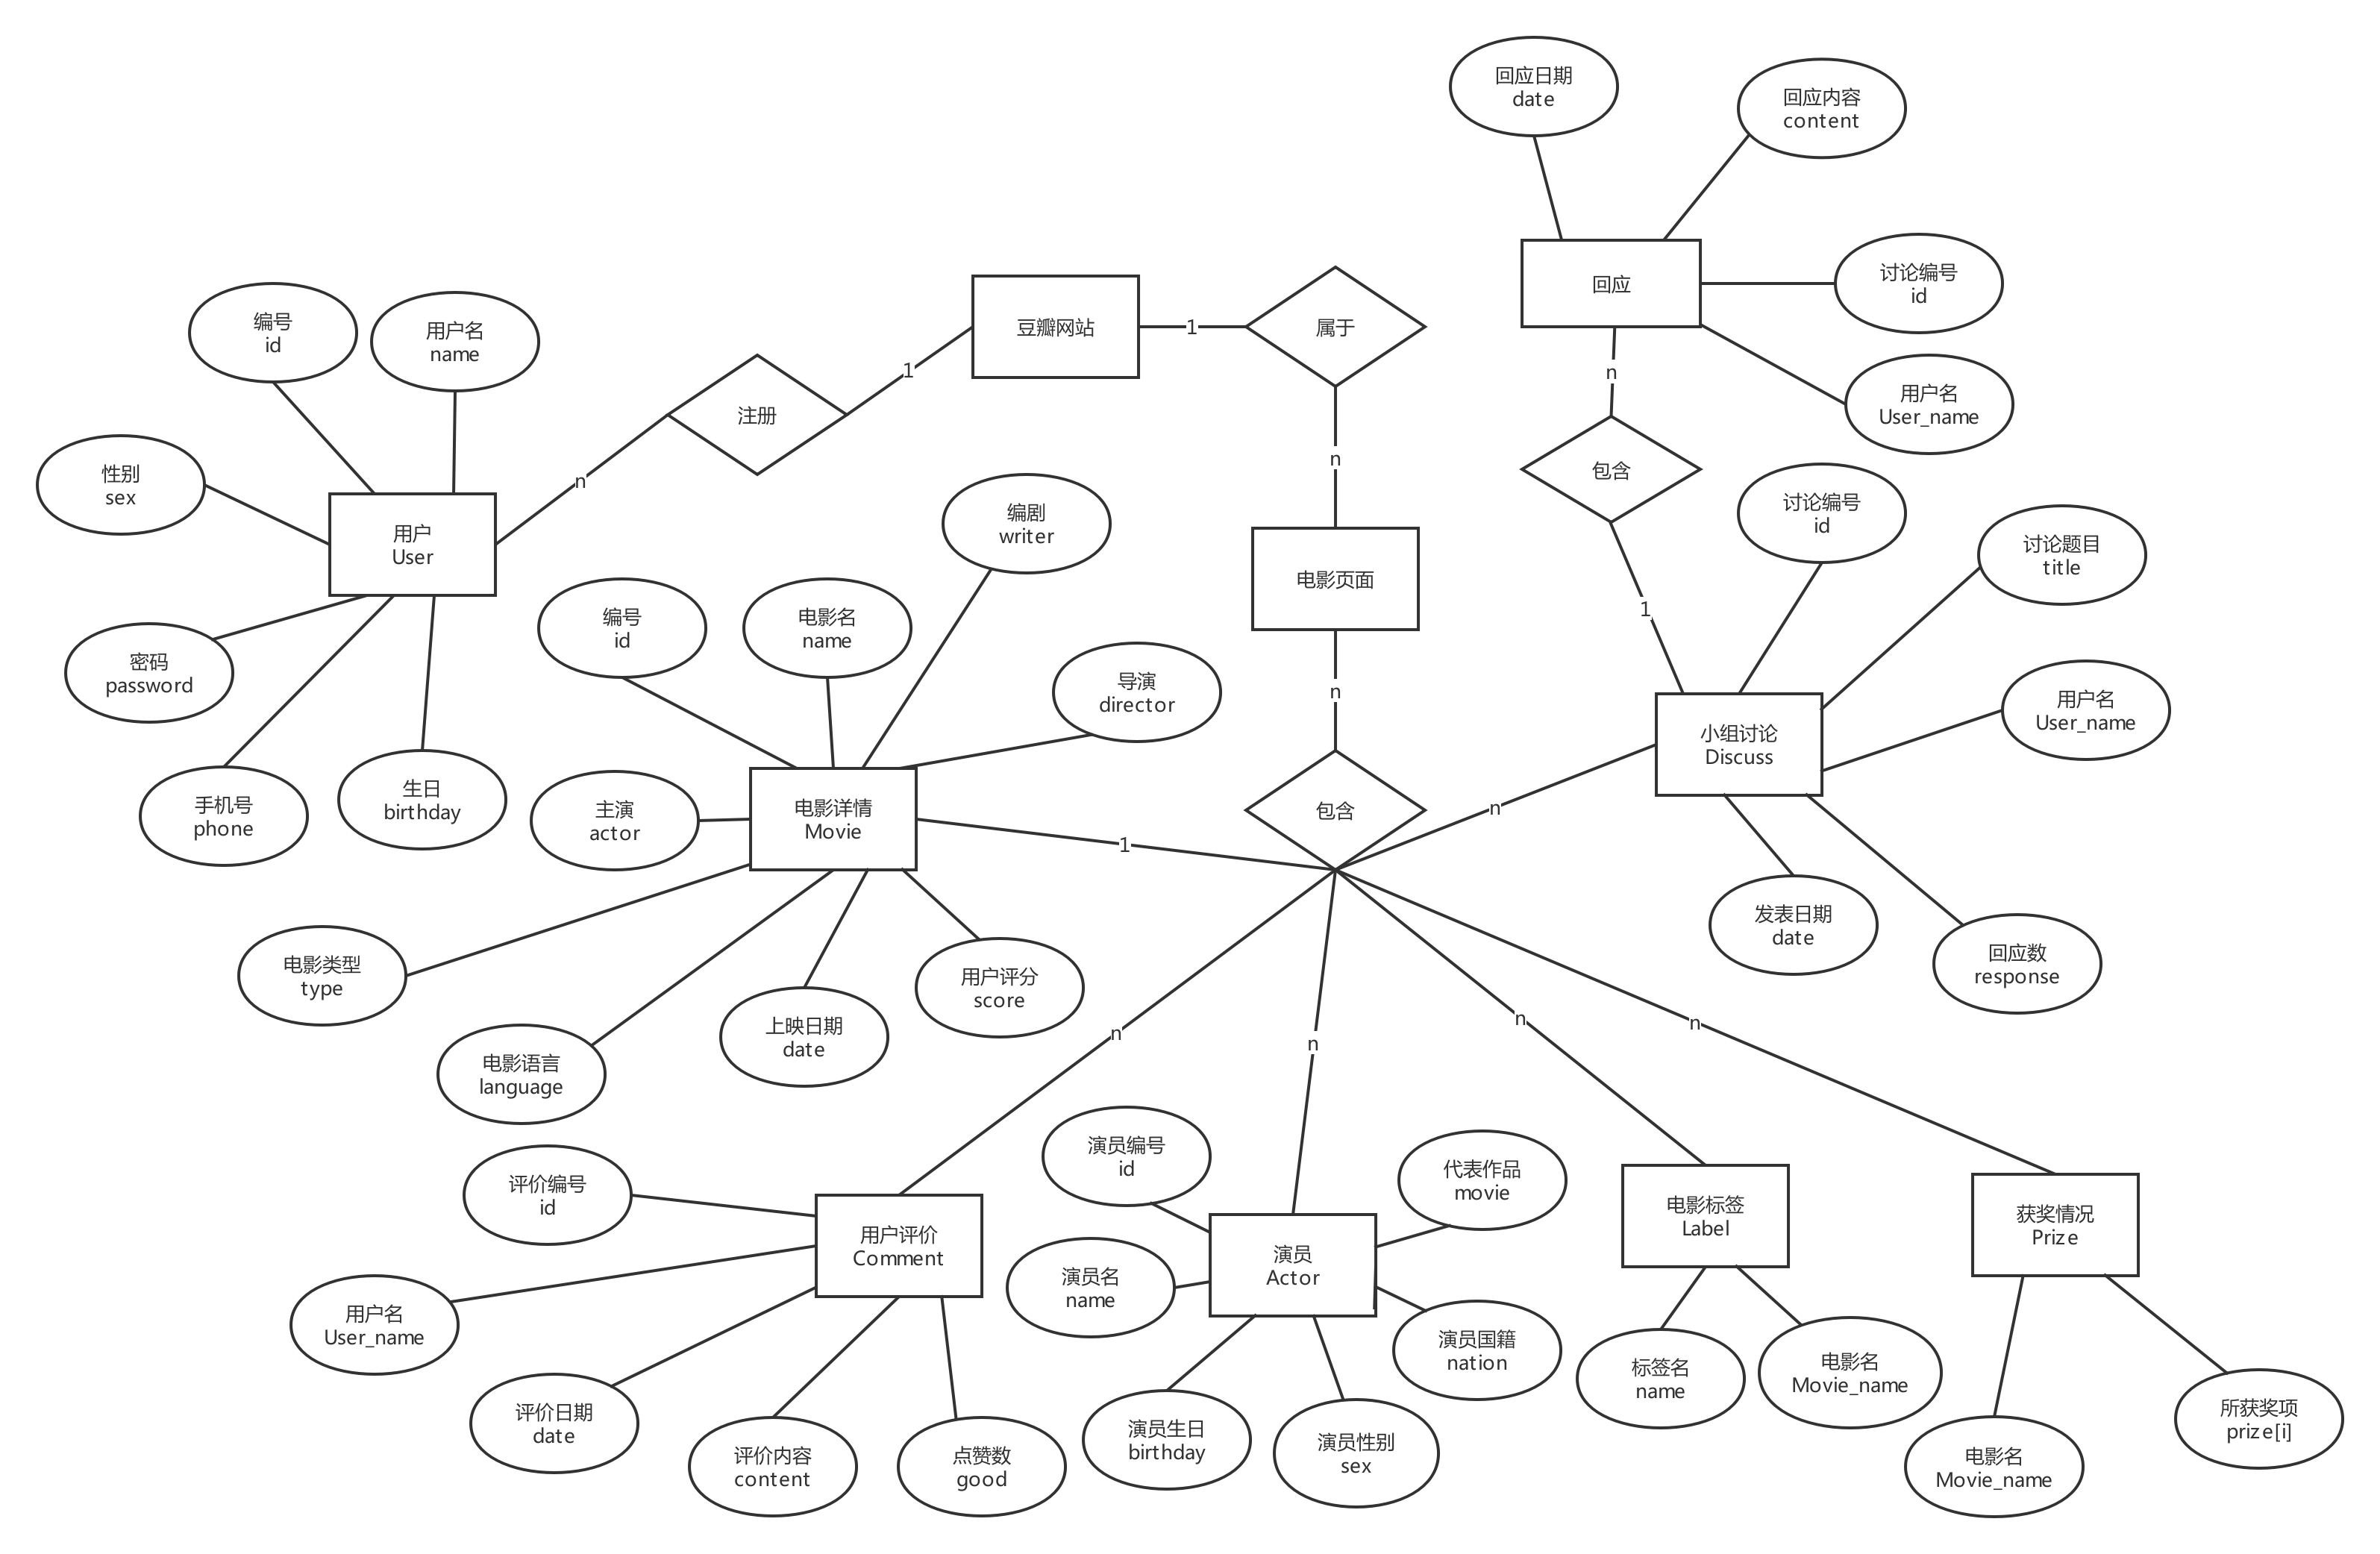 回应日期
date
回应内容
content
回应
讨论编号
id
用户名
User_name
n
包含
1
编号
id
用户名
name
性别
sex
用户
User
密码
password
手机号
phone
生日
birthday
n
注册
1
豆瓣网站
1
属于
n
电影页面
n
包含
讨论编号
id
讨论题目
title
用户名
User_name
小组讨论
Discuss
发表日期
date
回应数
response
n
编剧
writer
编号
id
电影名
name
导演
director
主演
actor
电影详情
Movie
1
电影类型
type
电影语言
language
上映日期
date
用户评分
score
n
n
n
n
评价编号
id
用户评价
Comment
用户名
User_name
评价日期
date
评价内容
content
点赞数
good
演员编号
id
代表作品
movie
演员名
name
演员
Actor
演员国籍
nation
演员生日
birthday
演员性别
sex
电影标签
Label
标签名
name
电影名
Movie_name
获奖情况
Prize
电影名
Movie_name
所获奖项
prize[i]